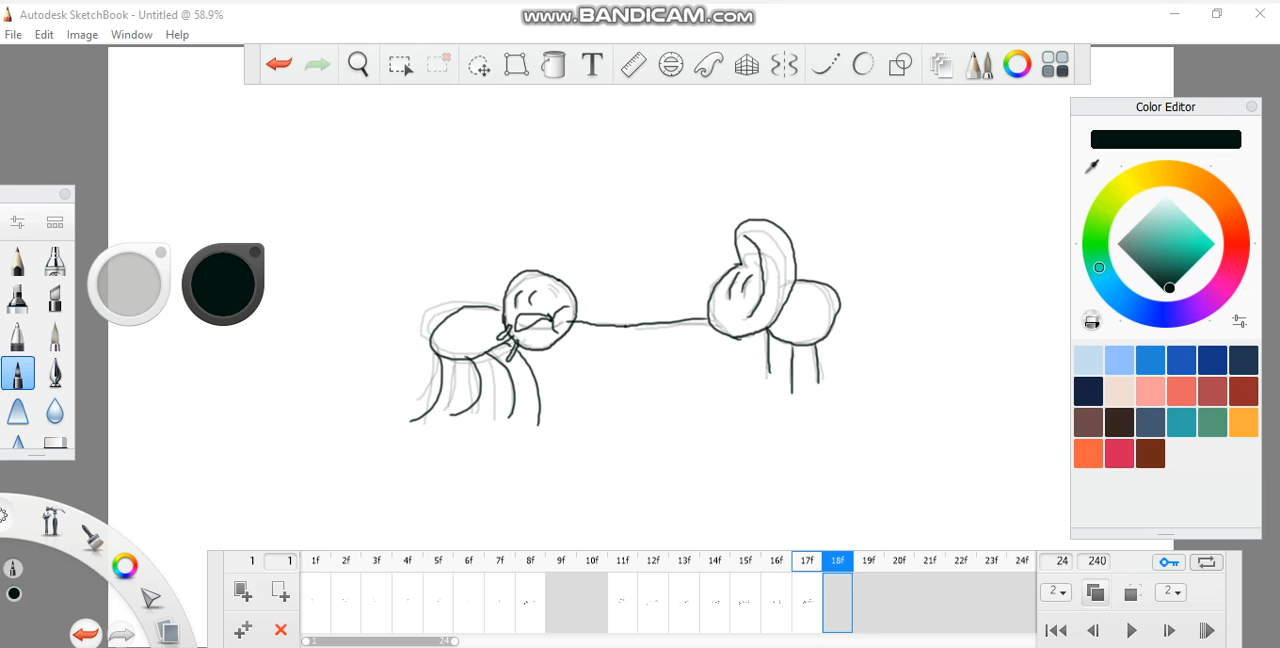 Autodesk SketchBook - Untitled @ 58.9%
www.BANDICAM.com
File Edit Image Window Help
T
Color Editor
1 1 1f 2f 3f 4f 5f 6f 7f 8f 9f 10f 11f 12f 13f 14f 15f 16f 17f 18f 19f 20f 21f 22f 23f 24f 24 240
2 2
1 24